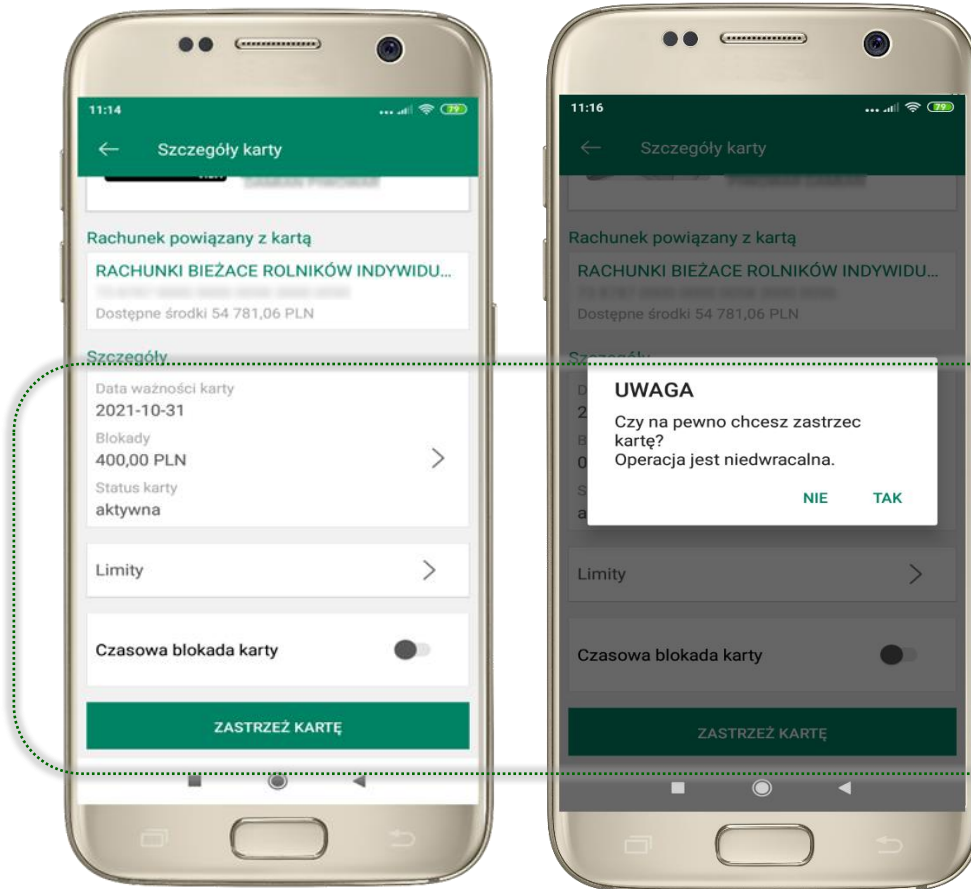 11:14
79
Szczegóły karty
Rachunek powiązany z kartą
RACHUNKI BIEŻACE ROLNIKÓW INDYWIDU...
Dostępne środki 54 781,06 PLN
Szczegóły
Data ważności karty
2021-10-31
Blokady
400,00 PLN
Status karty
aktywna
Limity
Czasowa blokada karty
ZASTRZEŻ KARTĘ
11:16
79
Szczegóły karty
Rachunek powiązany z kartą
RACHUNKI BIEŻACE ROLNIKÓW INDYWIDU...
Dostępne środki 54 781,06 PLN
UWAGA
Czy na pewno chcesz zastrzec
kartę?
Operacja jest niedwracalna.
NIE TAK
Limity
Czasowa blokada karty
ZASTRZEŻ KARTĘ